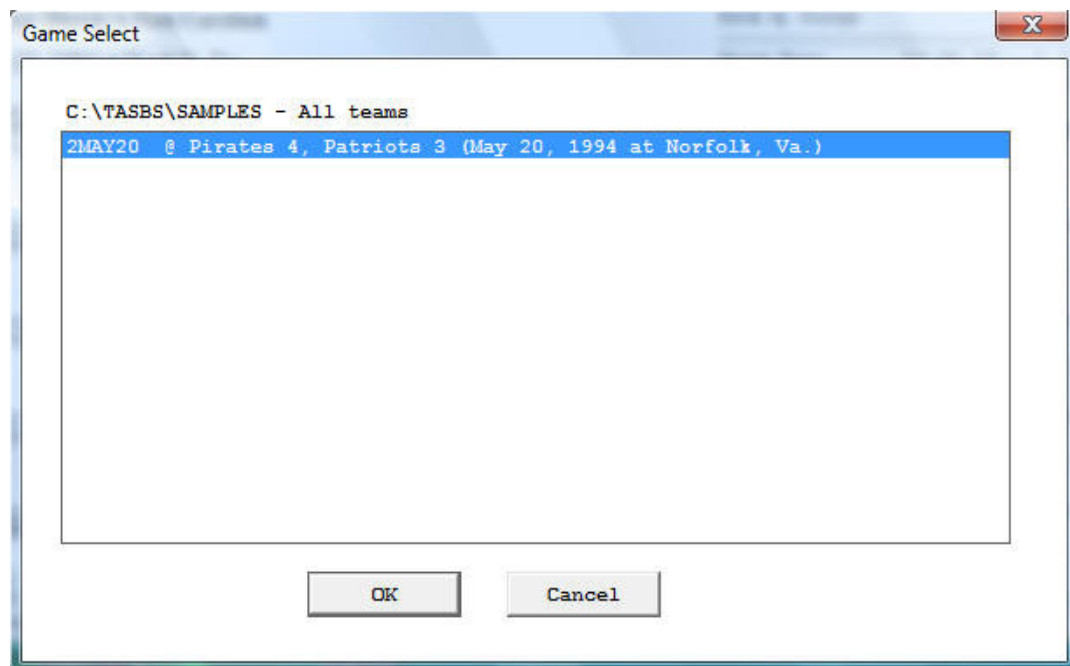 Game Select
C:\TASBS\SAMPLES - All teams
2MAY20 @ Pirates 4, Patriots 3 (May 20, 1994 at Norfolk, Va.)
OK Cancel